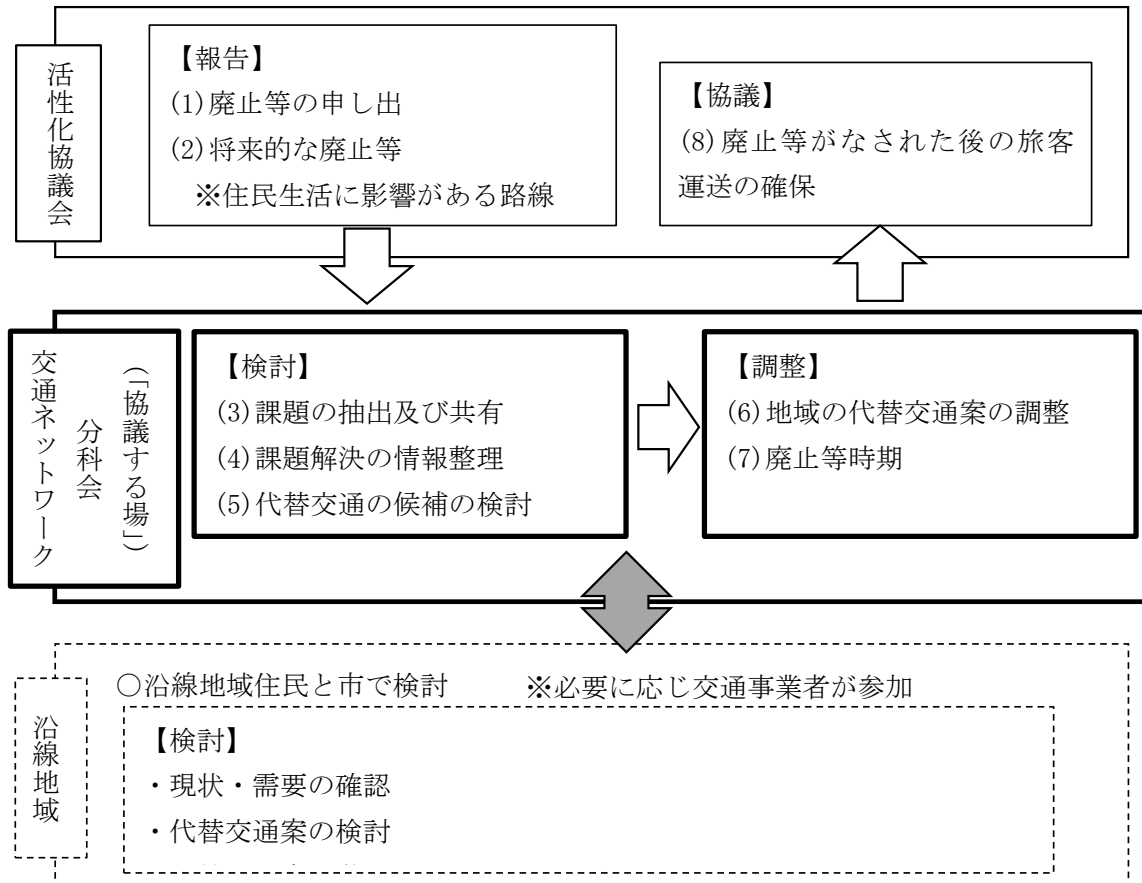 活性化協議会
【報告】
(1)廃止等の申し出
(2)将来的な廃止等
※住民生活に影響がある路線
【協議】
(8)廃止等がなされた後の旅客
運送の確保
交通ネットワーク
分科会
(「協議する場」)
【検討】
(3)課題の抽出及び共有
(4)課題解決の情報整理
(5)代替交通の候補の検討
【調整】
(6)地域の代替交通案の調整
(7)廃止等時期
沿線地域
○沿線地域住民と市で検討 ※必要に応じ交通事業者が参加
【検討】
・現状・需要の確認
・代替交通案の検討